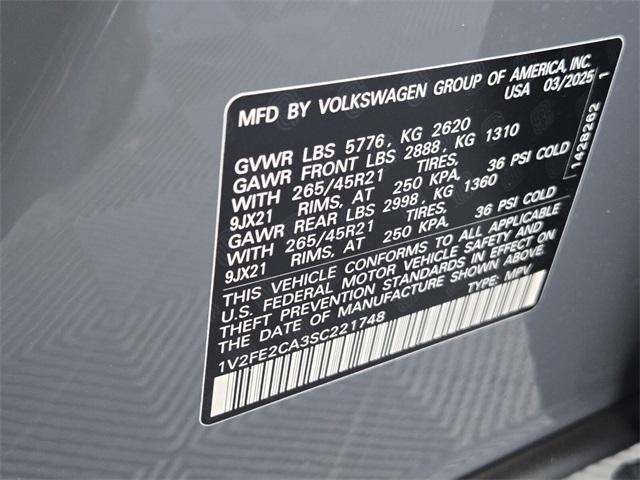 MFD BY VOLKSWAGEN GROUP OF AMERICA, INC.
USA 03/2025
GVWR LBS 5776, KG 2620
GAWR FRONT LBS 2888, KG 1310
WITH 265/45R21 TIRES,
9JX21 RIMS, AT 250 KPA, 36 PSI COLD
GAWR REAR LBS 2998, KG 1360
WITH 265/45R21 TIRES,
9JX21 RIMS, AT 250 KPA, 36 PSI COLD
THIS VEHICLE CONFORMS TO ALL APPLICABLE
U.S. FEDERAL MOTOR VEHICLE SAFETY AND
THEFT PREVENTION STANDARDS IN EFFECT ON
THE DATE OF MANUFACTURE SHOWN ABOVE.
1V2FE2CA3SC221748 TYPE: MPV
1428262 1